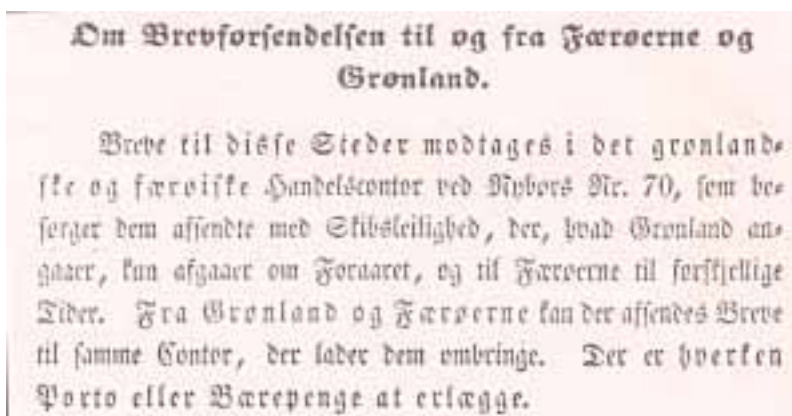 Om Brevforsendelsen til og fra Færøerne og
Grønland.
Breve til disse Steder modtages i det grønland-
ske og færøiske Handelscontor ved Nybørs Nr. 70, som be-
sørger dem afsendte med Skibsleilighed, der, hvad Grønland an-
gaaer, kun afgaaer om Foraaret, og til Færøerne til forskjellige
Tider. Fra Grønland og Færøerne kan der afsendes Breve
til samme Contor, der lader dem ombringe. Der er hverken
Porto eller Bærepenge at erlægge.